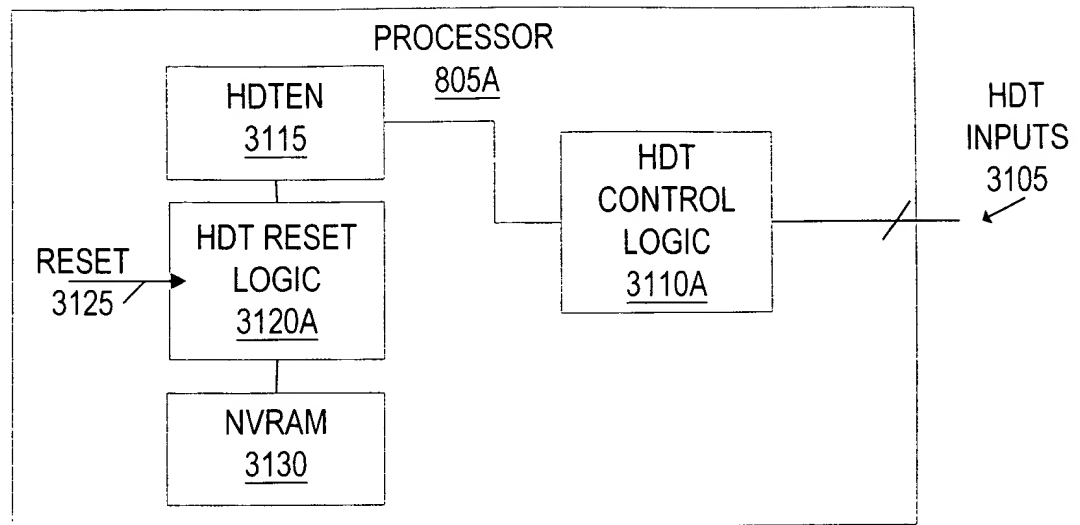 PROCESSOR
805A
HDTEN
3115
HDT
CONTROL
LOGIC
3110A
HDT
INPUTS
3105
HDT RESET
LOGIC
3120A
RESET
3125
NVRAM
3130